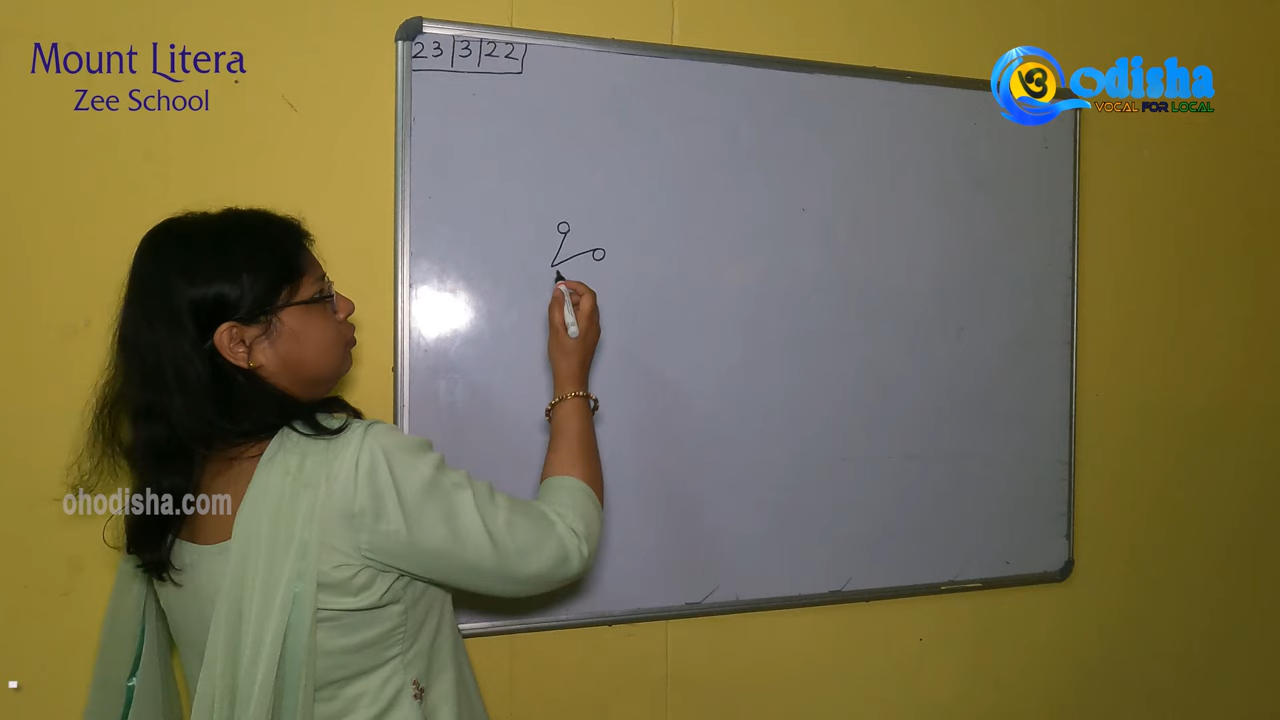 Mount Litera
Zee School
23|3|22
odisha
VOCAL FOR LOCAL
ohodisha.com